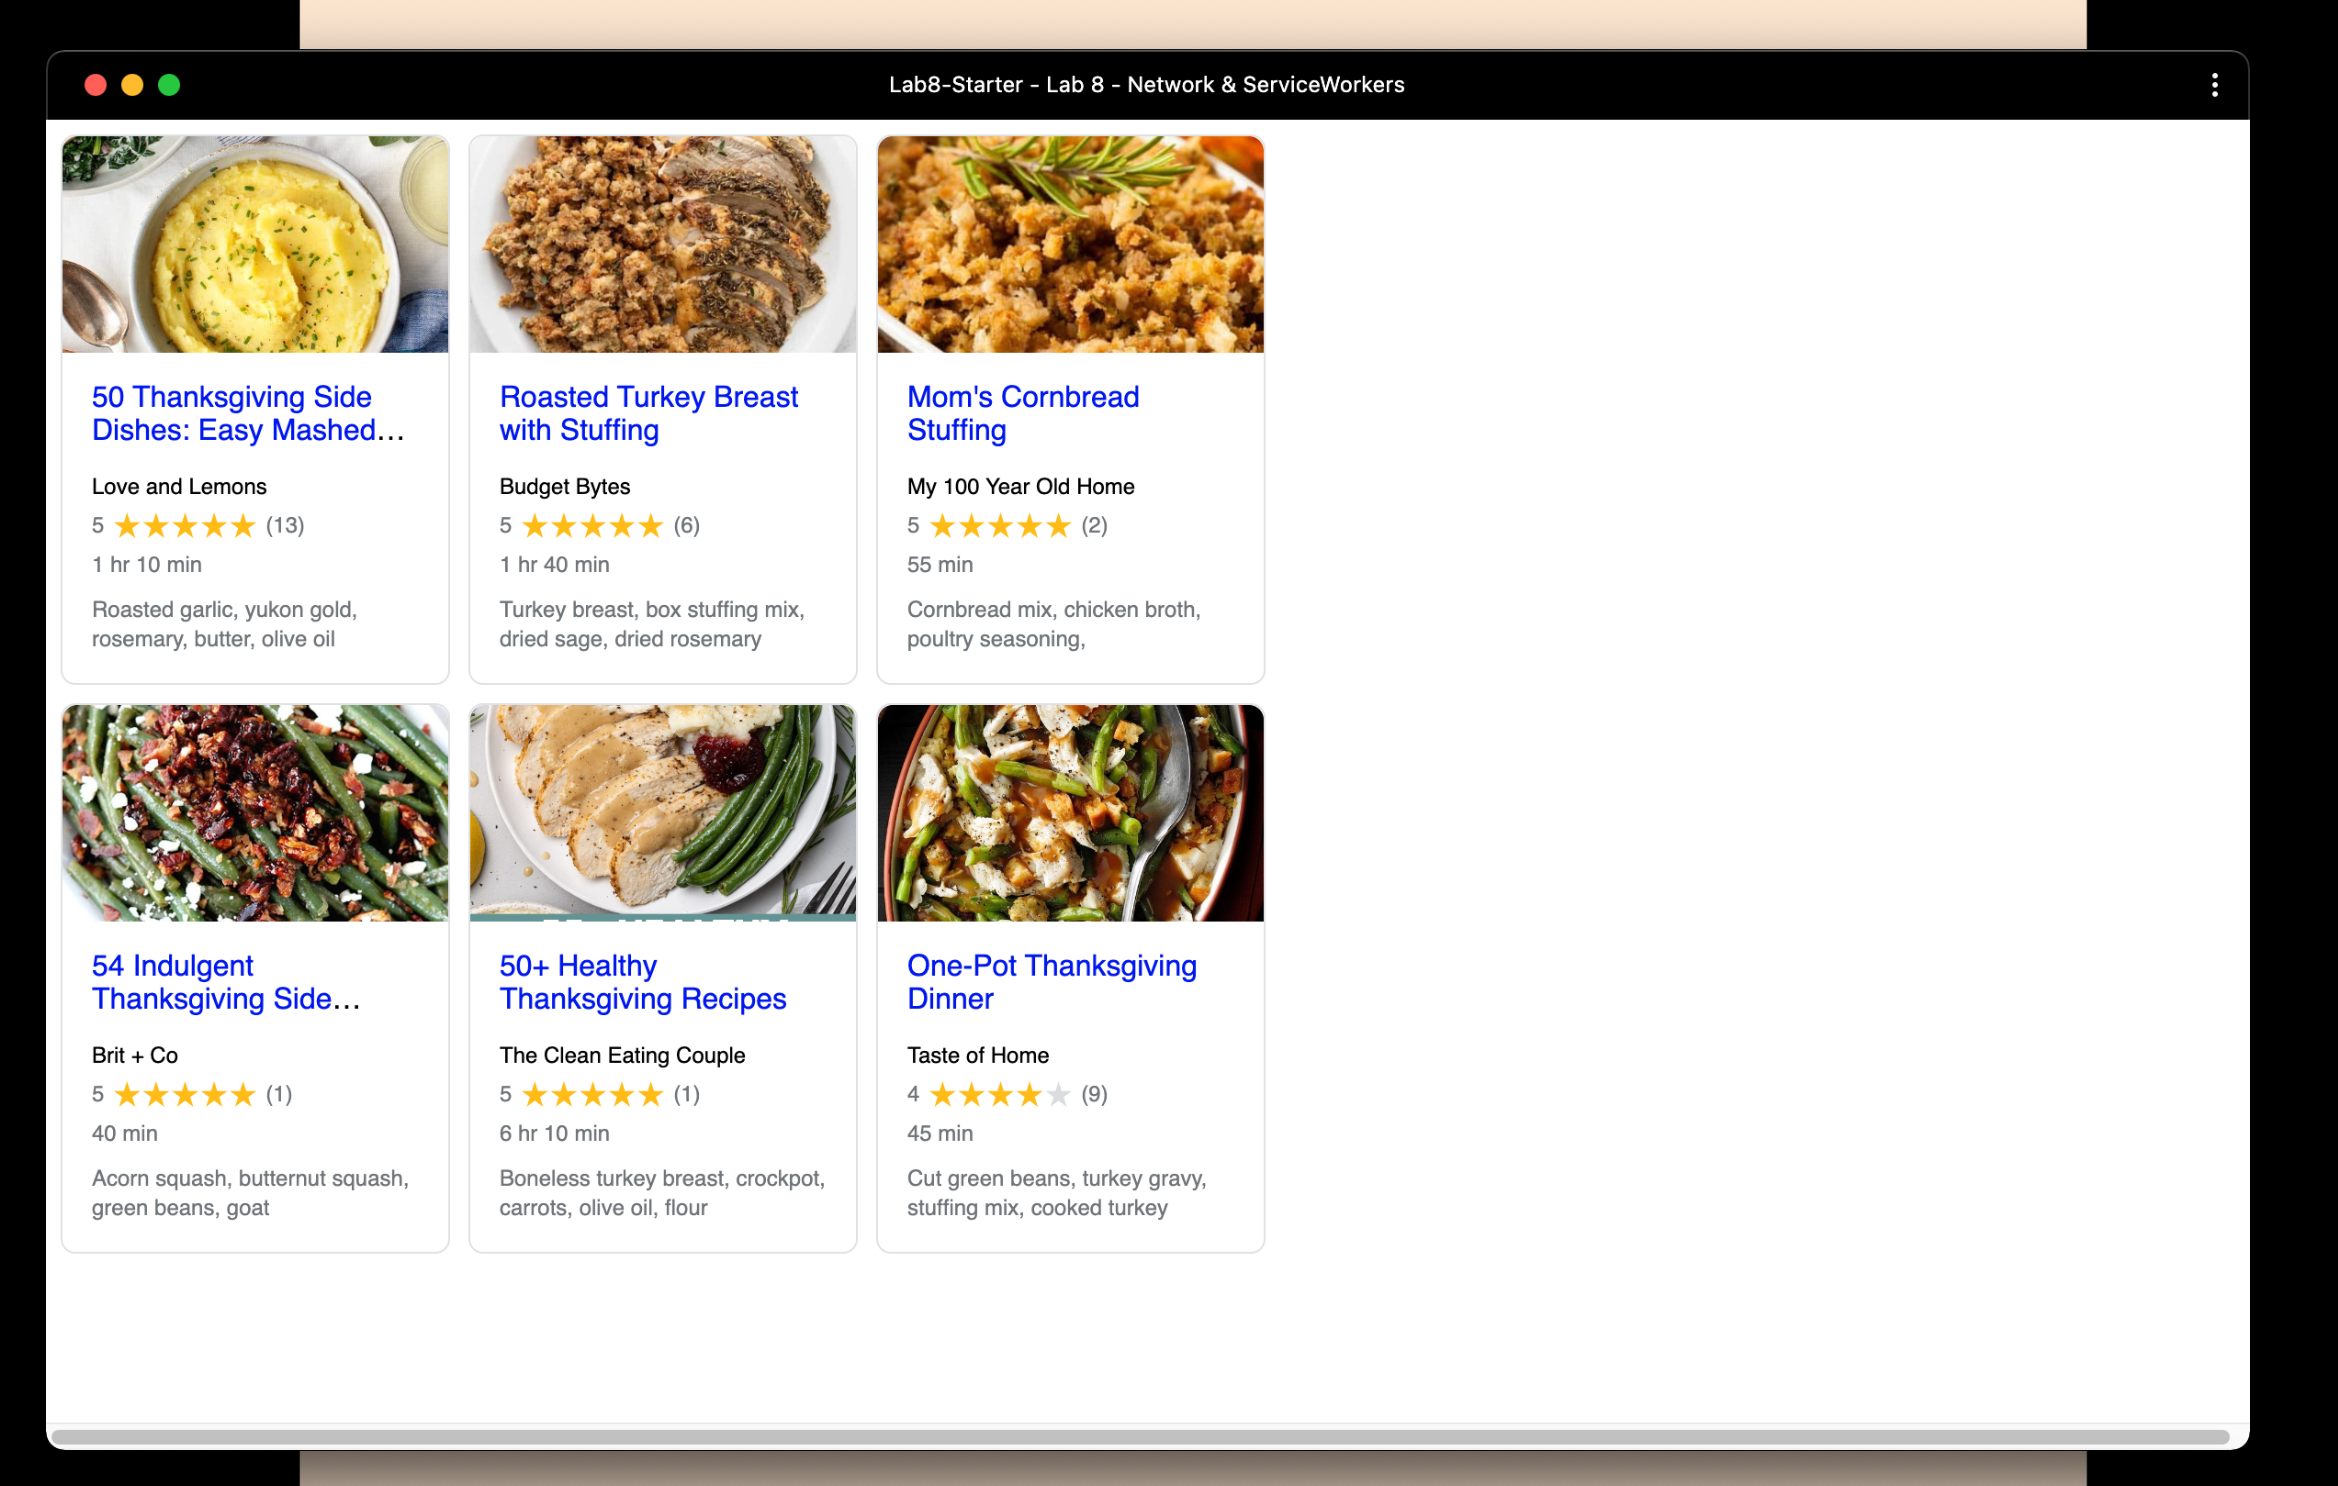 Lab8-Starter - Lab 8 - Network & ServiceWorkers
50 Thanksgiving Side
Dishes: Easy Mashed…
Love and Lemons
5 ★★★★★ (13)
1 hr 10 min
Roasted garlic, yukon gold,
rosemary, butter, olive oil
Roasted Turkey Breast
with Stuffing
Budget Bytes
5 ★★★★★ (6)
1 hr 40 min
Turkey breast, box stuffing mix,
dried sage, dried rosemary
Mom's Cornbread
Stuffing
My 100 Year Old Home
5 ★★★★★ (2)
55 min
Cornbread mix, chicken broth,
poultry seasoning,
54 Indulgent
Thanksgiving Side…
Brit + Co
5 ★★★★★ (1)
40 min
Acorn squash, butternut squash,
green beans, goat
50+ Healthy
Thanksgiving Recipes
The Clean Eating Couple
5 ★★★★★ (1)
6 hr 10 min
Boneless turkey breast, crockpot,
carrots, olive oil, flour
One-Pot Thanksgiving
Dinner
Taste of Home
4 ★★★★★ (9)
45 min
Cut green beans, turkey gravy,
stuffing mix, cooked turkey